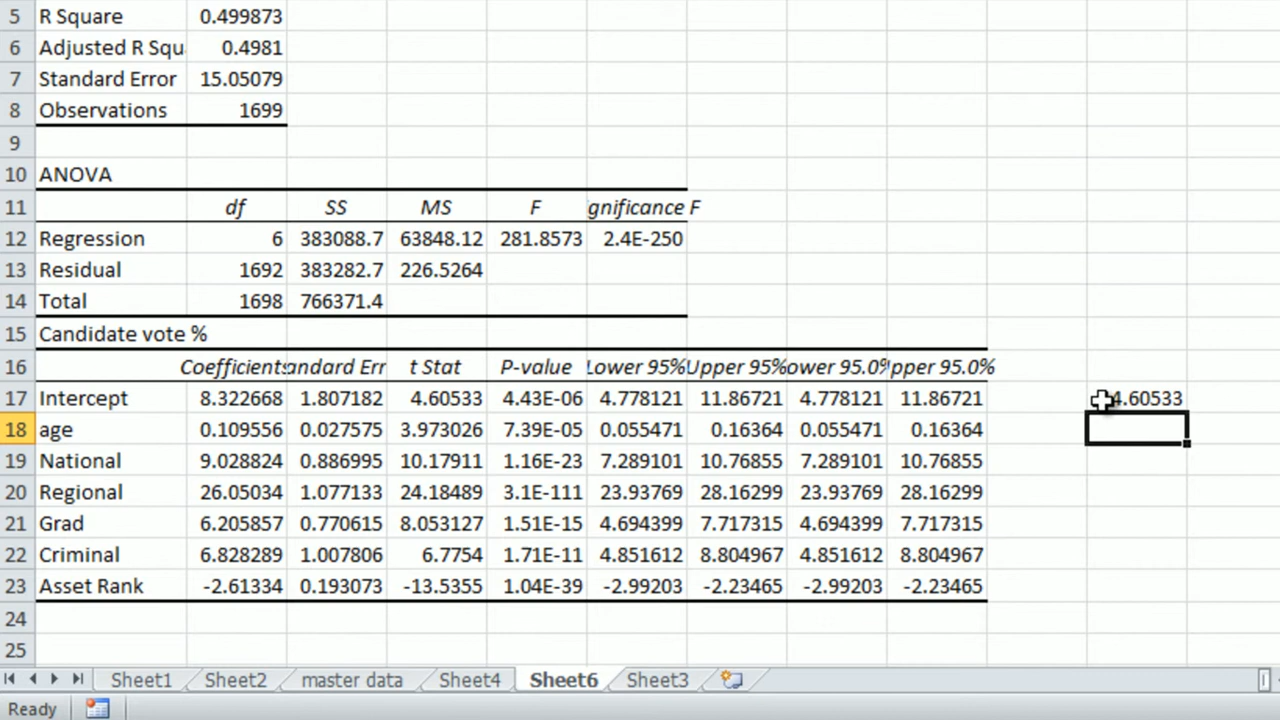 5 R Square 0.499873
6 Adjusted R Squ 0.4981
7 Standard Error 15.05079
8 Observations 1699
9
10 ANOVA
11 df SS MS F gnificance F
12 Regression 6 383088.7 63848.12 281.8573 2.4E-250
13 Residual 1692 383282.7 226.5264
14 Total 1698 766371.4
15 Candidate vote %
16 Coefficients andard Err t Stat P-value Lower 95% Upper 95% ower 95.0% pper 95.0%
17 Intercept 8.322668 1.807182 4.60533 4.43E-06 4.778121 11.86721 4.778121 11.86721 4.60533
18 age 0.109556 0.027575 3.973026 7.39E-05 0.055471 0.16364 0.055471 0.16364
19 National 9.028824 0.886995 10.17911 1.16E-23 7.289101 10.76855 7.289101 10.76855
20 Regional 26.05034 1.077133 24.18489 3.1E-111 23.93769 28.16299 23.93769 28.16299
21 Grad 6.205857 0.770615 8.053127 1.51E-15 4.694399 7.717315 4.694399 7.717315
22 Criminal 6.828289 1.007806 6.7754 1.71E-11 4.851612 8.804967 4.851612 8.804967
23 Asset Rank -2.61334 0.193073 -13.5355 1.04E-39 -2.99203 -2.23465 -2.99203 -2.23465
24
25
Sheet1 Sheet2 master data Sheet4 Sheet6 Sheet3
Ready